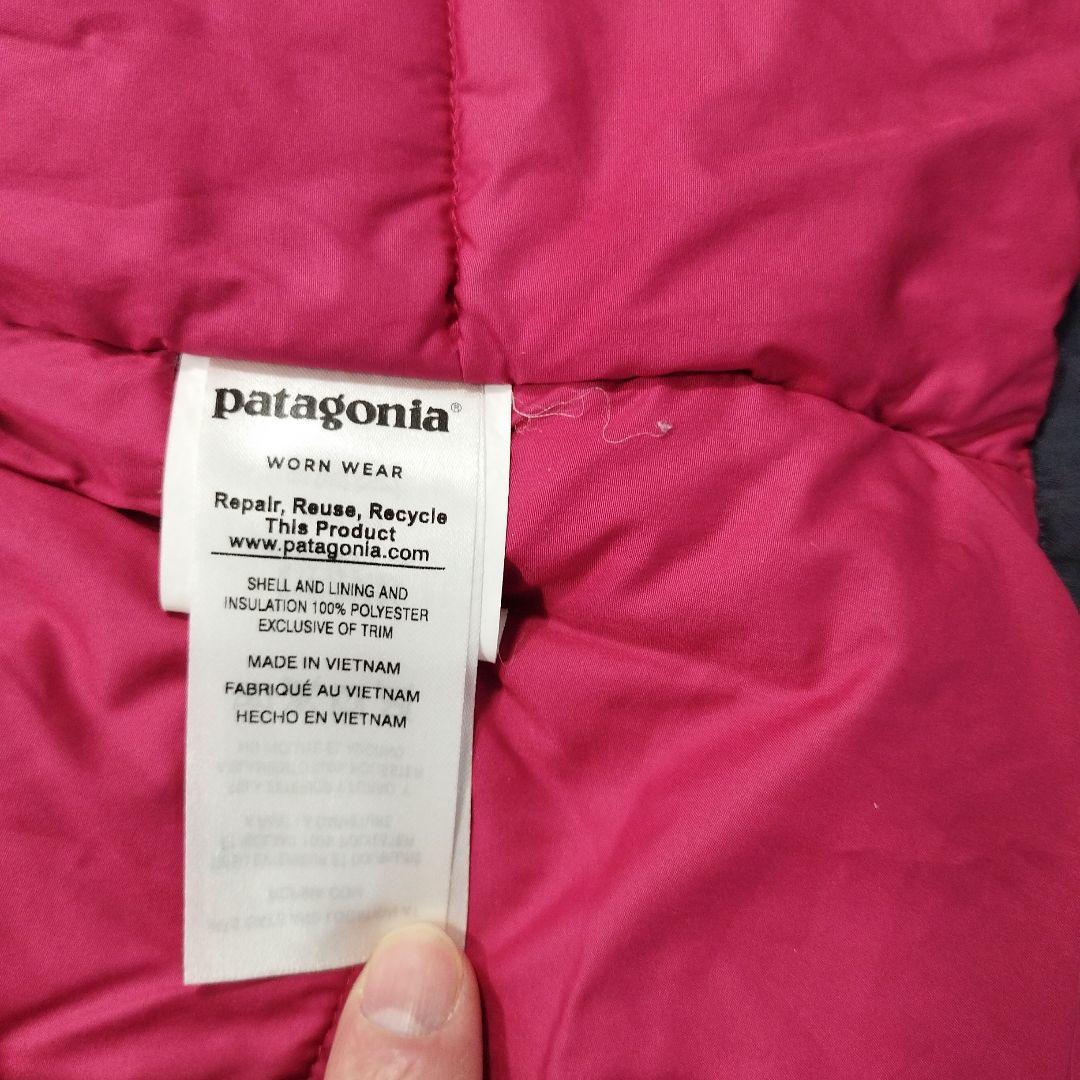 patagonia®
WORN WEAR
Repair, Reuse, Recycle
This Product
www.patagonia.com
SHELL AND LINING AND
INSULATION 100% POLYESTER
EXCLUSIVE OF TRIM
MADE IN VIETNAM
FABRIQUÉ AU VIETNAM
HECHO EN VIETNAM